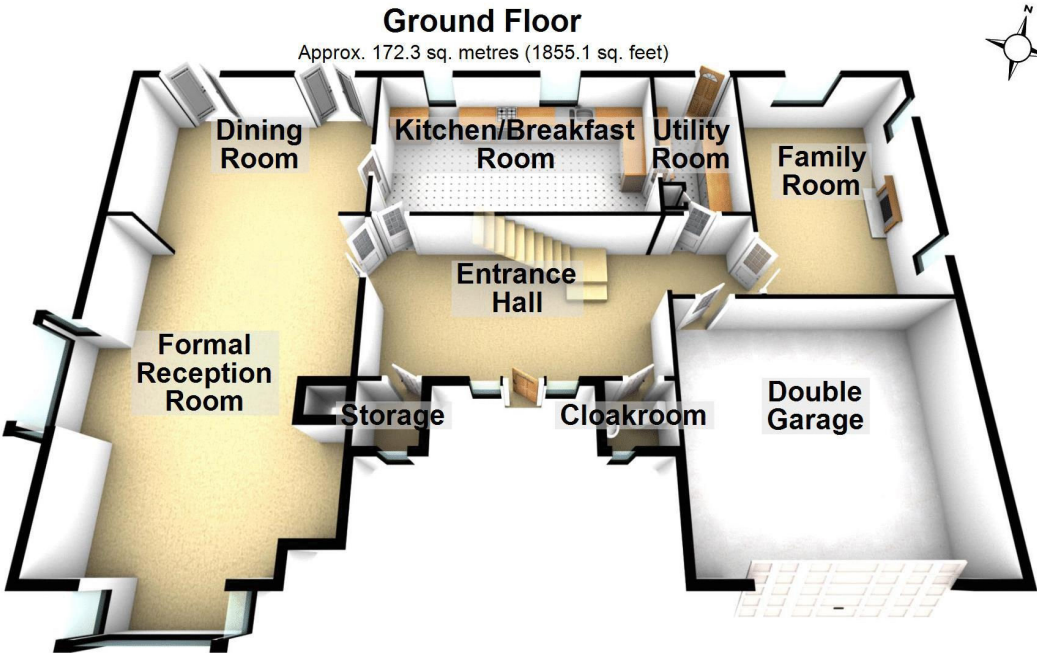 Ground Floor
Approx. 172.3 sq. metres (1855.1 sq. feet)
N
Dining
Room
Kitchen/Breakfast
Room
Utility
Room
Family
Room
Entrance
Hall
Formal
Reception
Room
Storage
Cloakroom
Double
Garage